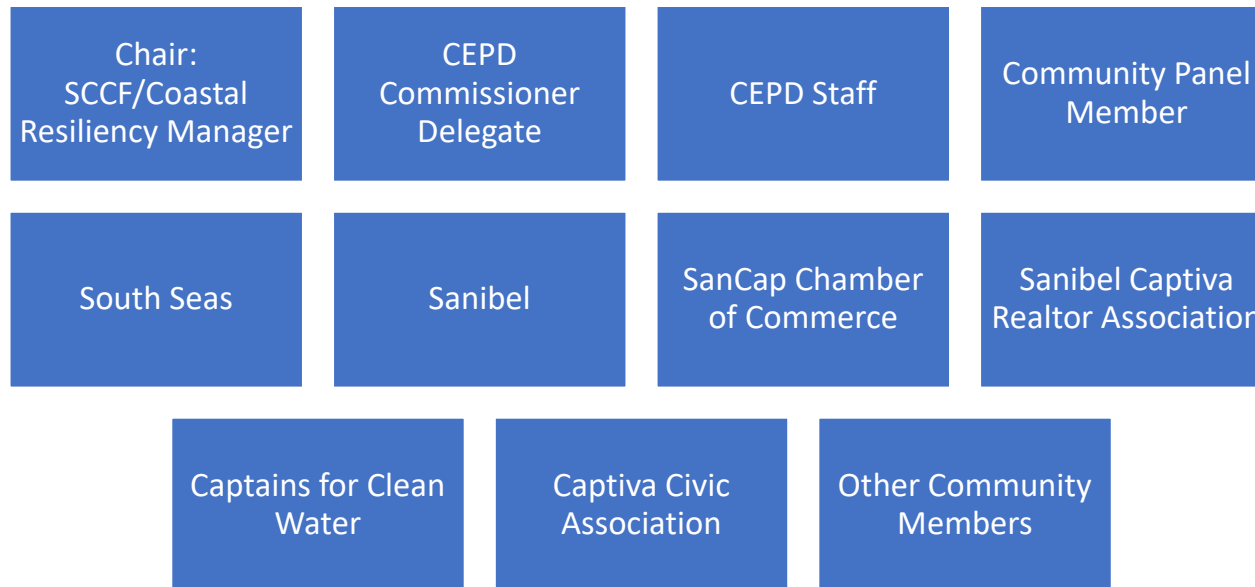 Chair:
SCCF/Coastal
Resiliency Manager
CEPD
Commissioner
Delegate
CEPD Staff
Community Panel
Member
South Seas
Sanibel
SanCap Chamber
of Commerce
Sanibel Captiva
Realtor Association
Captains for Clean
Water
Captiva Civic
Association
Other Community
Members